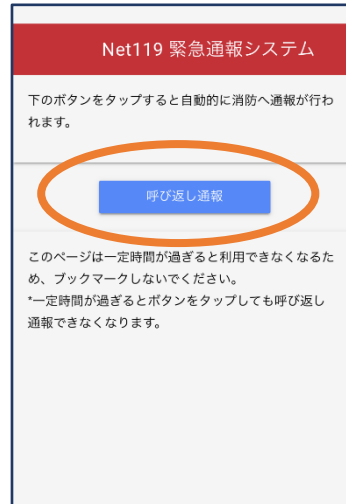 Net119 緊急通報システム
下のボタンをタップすると自動的に消防へ通報が行わ
れます。
呼び返し通報
このページは一定時間が過ぎると利用できなくなるた
め、ブックマークしないでください。
*一定時間が過ぎるとボタンをタップしても呼び返し
通報できなくなります。